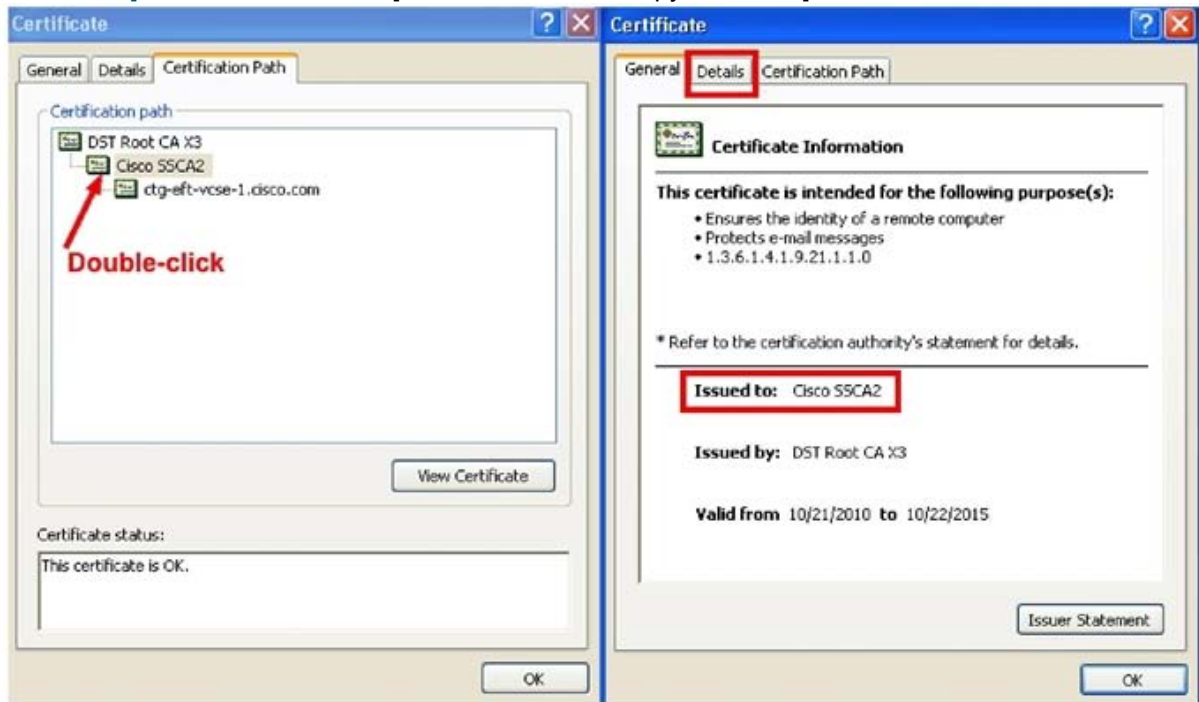 Certificate
General Details Certification Path
Certification path
DST Root CA X3
Cisco SSCA2
ctg-eft-vcse-1.cisco.com
Double-click
View Certificate
Certificate status:
This certificate is OK.
OK
Certificate
General Details Certification Path
Certificate Information
This certificate is intended for the following purpose(s):
• Ensures the identity of a remote computer
• Protects e-mail messages
• 1.3.6.1.4.1.9.21.1.1.0
* Refer to the certification authority's statement for details.
Issued to: Cisco SSCA2
Issued by: DST Root CA X3
Valid from 10/21/2010 to 10/22/2015
Issuer Statement
OK